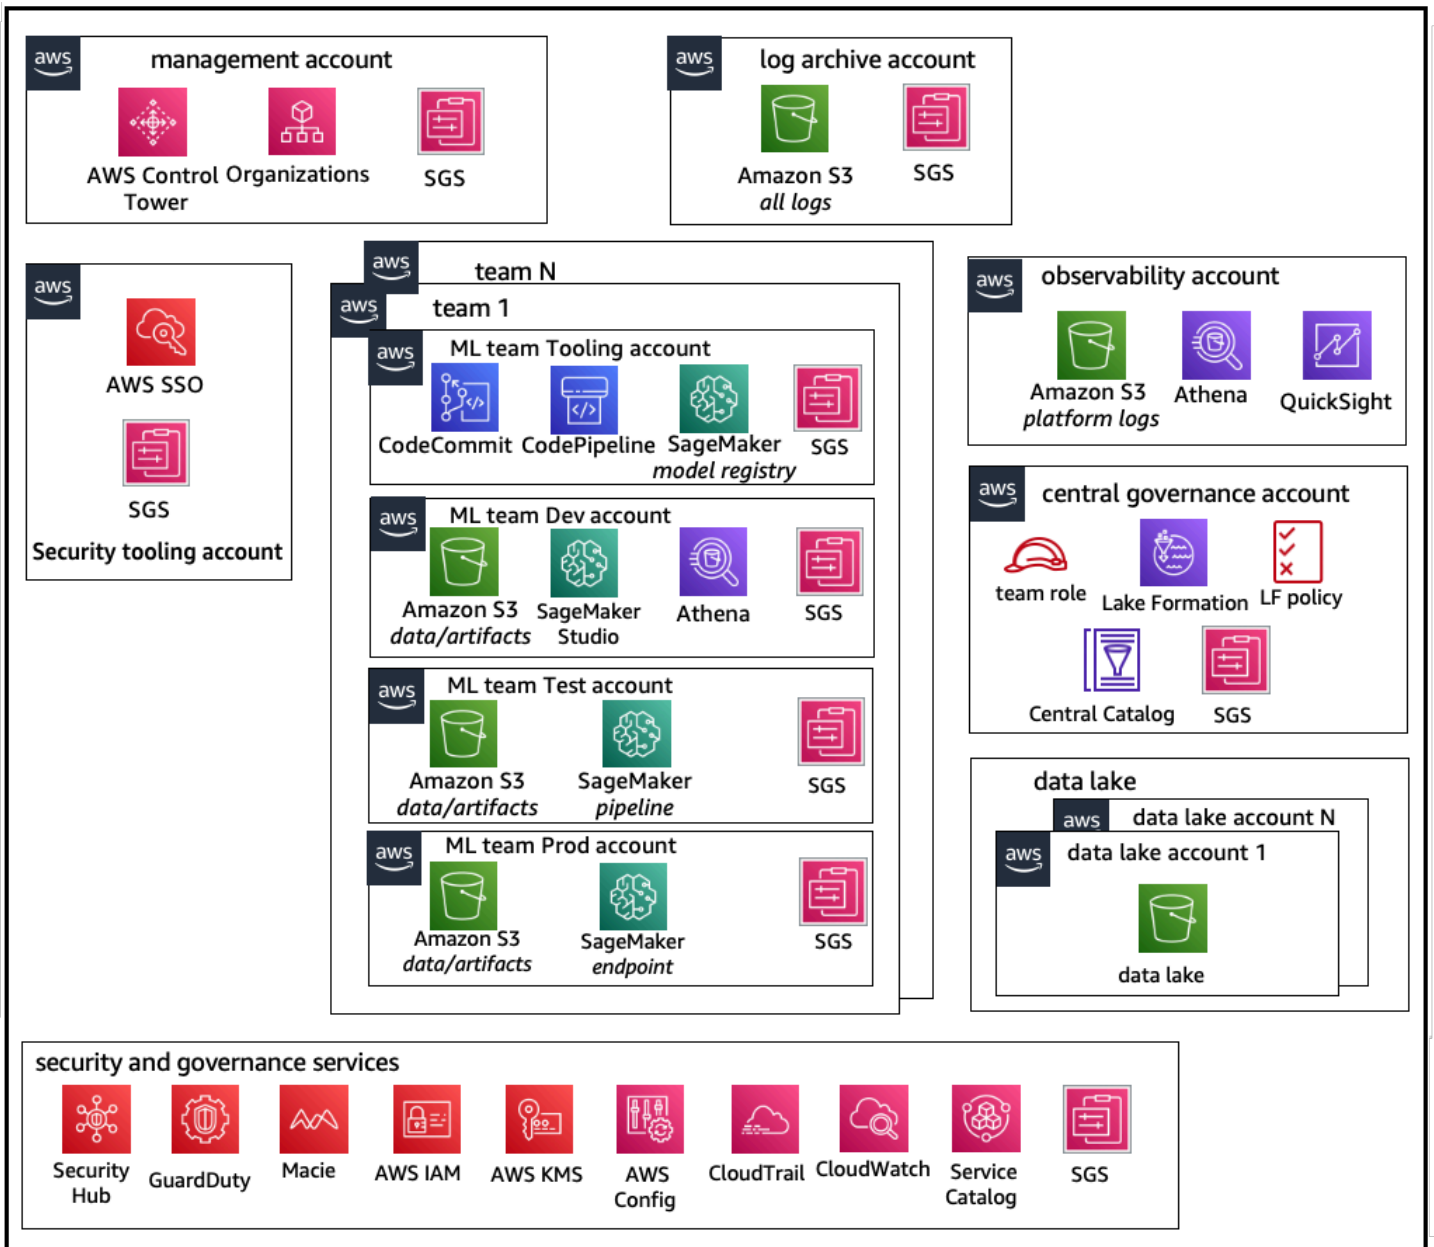 aws
management account
AWS Control
Tower
Organizations
SGS
aws
log archive account
Amazon S3
all logs
SGS
aws
AWS SSO
SGS
Security tooling account
aws
team N
aws
team 1
aws
ML team Tooling account
CodeCommit
CodePipeline
SageMaker
model registry
SGS
aws
ML team Dev account
Amazon S3
data/artifacts
SageMaker
Studio
Athena
SGS
aws
ML team Test account
Amazon S3
data/artifacts
SageMaker
pipeline
SGS
aws
ML team Prod account
Amazon S3
data/artifacts
SageMaker
endpoint
SGS
aws
observability account
Amazon S3
platform logs
Athena
QuickSight
aws
central governance account
team role
Lake Formation
LF policy
Central Catalog
SGS
data lake
aws
data lake account N
aws
data lake account 1
data lake
security and governance services
Security
Hub
GuardDuty
Macie
AWS IAM
AWS KMS
AWS
Config
CloudTrail
CloudWatch
Service
Catalog
SGS